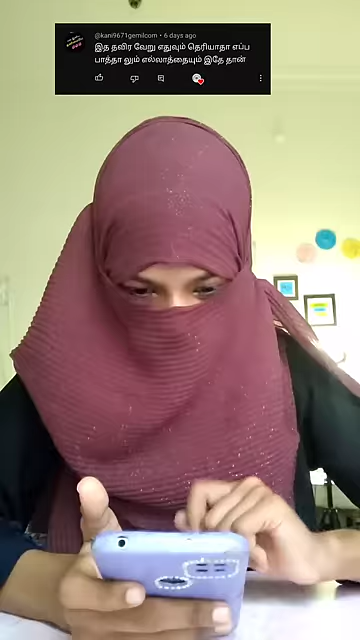 @kani9671gemilcom • 6 days ago
இத தவிர வேறு எதுவும் தெரியாதா எப்ப
பாத்தா லும் எல்லாத்தையும் இதே தான்